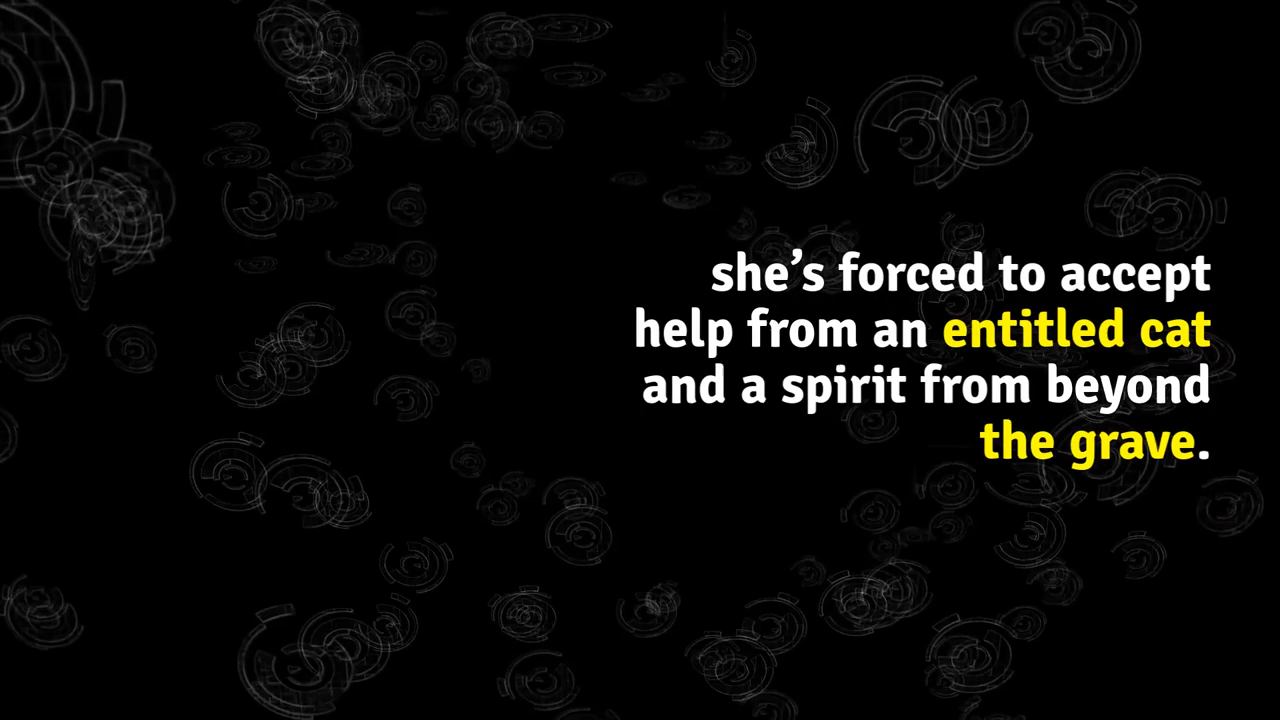 she’s forced to accept
help from an entitled cat
and a spirit from beyond
the grave.